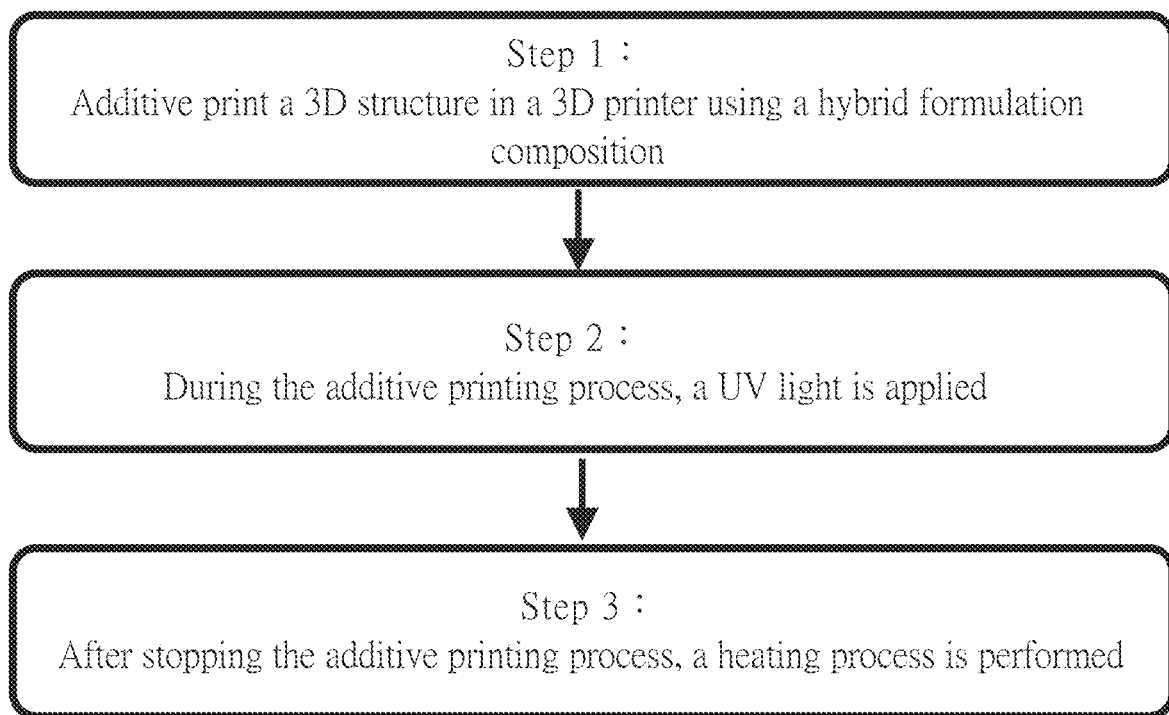 Step 1：
Additive print a 3D structure in a 3D printer using a hybrid formulation
composition
Step 2：
During the additive printing process, a UV light is applied
Step 3：
After stopping the additive printing process, a heating process is performed